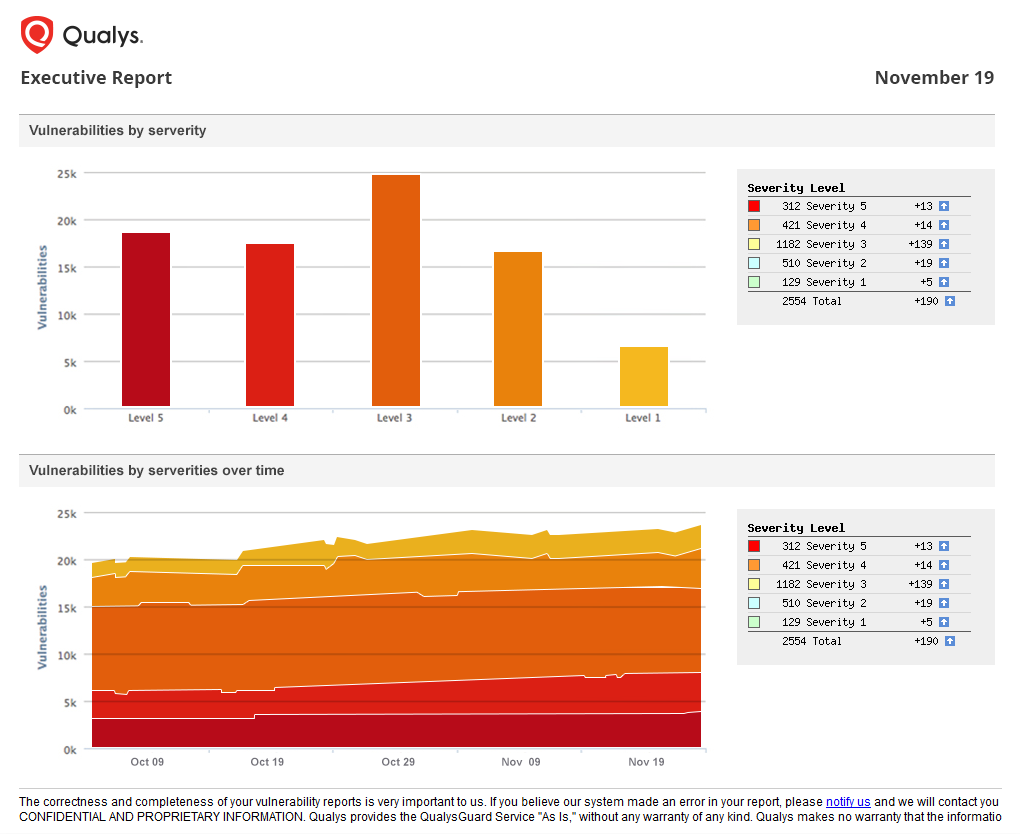 Qualys.
Executive Report
November 19
Vulnerabilities by serverity
25k
20k
15k
10k
5k
0k
Vulnerabilities
Level 5
Level 4
Level 3
Level 2
Level 1
Severity Level
312 Severity 5 +13
421 Severity 4 +14
1182 Severity 3 +139
510 Severity 2 +19
129 Severity 1 +5
2554 Total +190
Vulnerabilities by serverities over time
25k
20k
15k
10k
5k
0k
Vulnerabilities
Oct 09
Oct 19
Oct 29
Nov 09
Nov 19
Severity Level
312 Severity 5 +13
421 Severity 4 +14
1182 Severity 3 +139
510 Severity 2 +19
129 Severity 1 +5
2554 Total +190
The correctness and completeness of your vulnerability reports is very important to us. If you believe our system made an error in your report, please notify us and we will contact you
CONFIDENTIAL AND PROPRIETARY INFORMATION. Qualys provides the QualysGuard Service "As Is," without any warranty of any kind. Qualys makes no warranty that the informatio